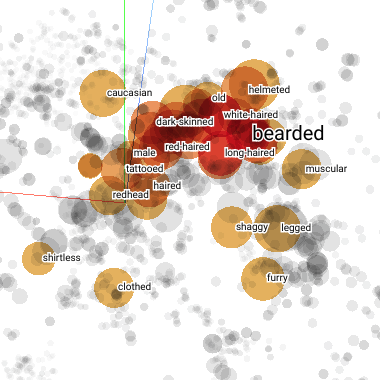 caucasian
old
helmeted
dark-skinned
white-haired
bearded
male
red-haired
long-haired
tattooed
muscular
haired
redhead
shaggy
legged
shirtless
clothed
furry